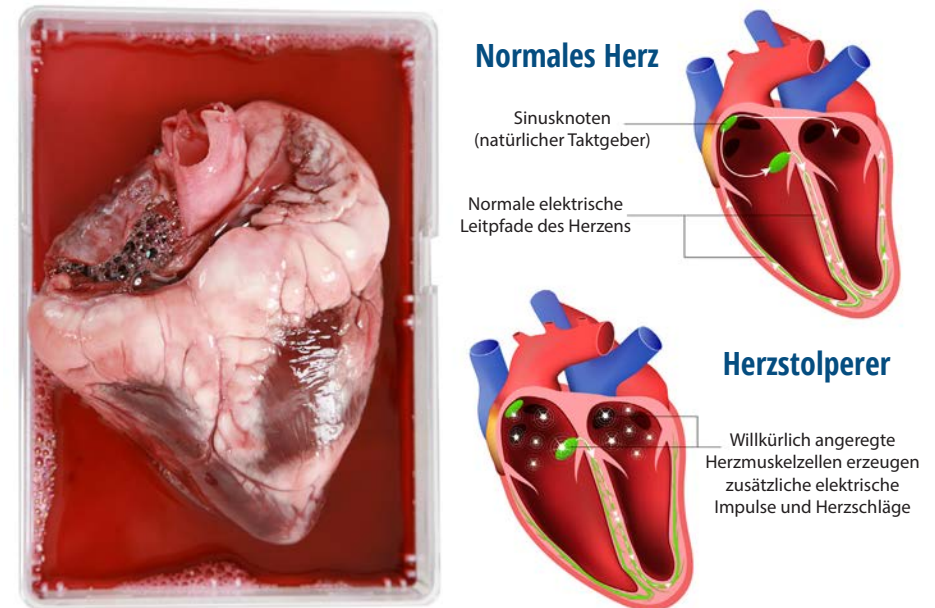 Normales Herz
Sinusknoten
(natürlicher Taktgeber)
Normale elektrische
Leitpfade des Herzens
Herzstolperer
Willkürlich angeregte
Herzmuskelzellen erzeugen
zusätzliche elektrische
Impulse und Herzschläge